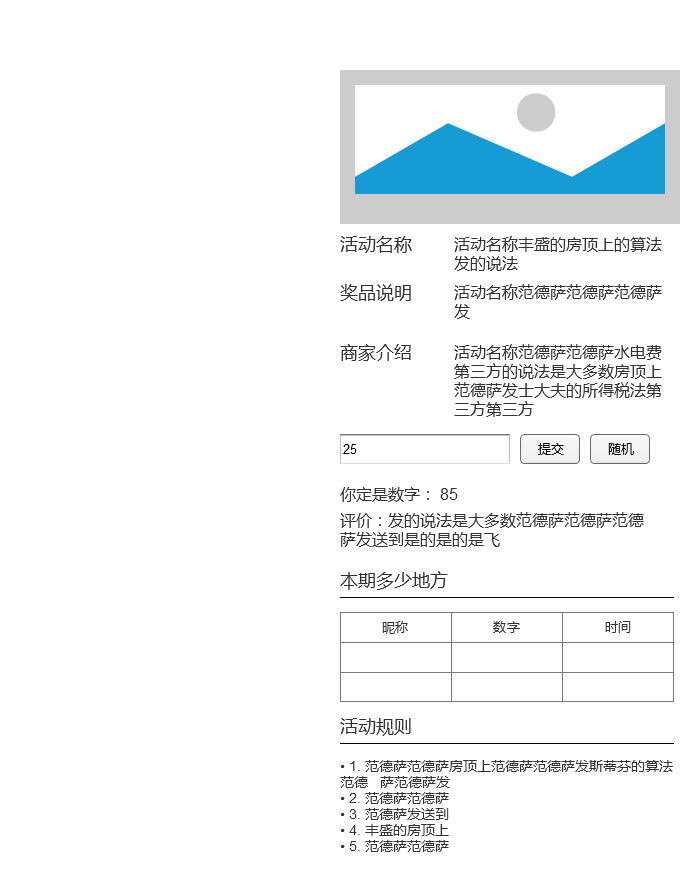 活动名称 活动名称丰盛的房顶上的算法
发的说法
奖品说明 活动名称范德萨范德萨范德萨
发
商家介绍 活动名称范德萨范德萨水电费
第三方的说法是大多数房顶上
范德萨发士大夫的所得税法第
三方第三方
25 提交 随机
你定是数字： 85
评价：发的说法是大多数范德萨范德萨范德
萨发送到是的是的是飞
本期多少地方
昵称 数字 时间
活动规则
• 1. 范德萨范德萨房顶上范德萨范德萨发斯蒂芬的算法
范德 萨范德萨发
• 2. 范德萨范德萨
• 3. 范德萨发送到
• 4. 丰盛的房顶上
• 5. 范德萨范德萨